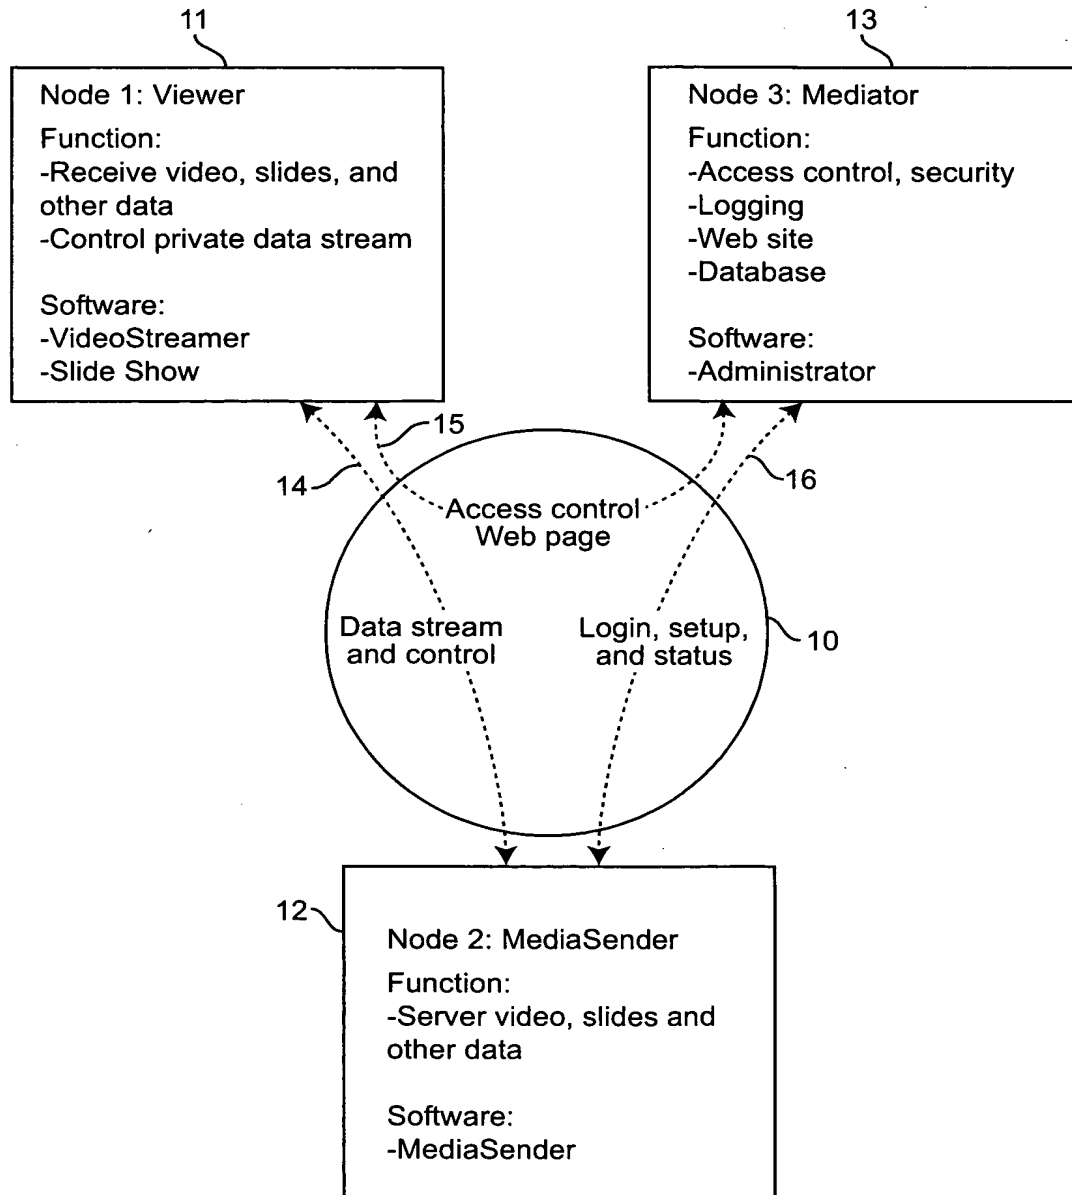 11
Node 1: Viewer
Function:
-Receive video, slides, and
other data
-Control private data stream
Software:
-VideoStreamer
-Slide Show
13
Node 3: Mediator
Function:
-Access control, security
-Logging
-Web site
-Database
Software:
-Administrator
15
14
16
Access control
Web page
Data stream
and control
Login, setup,
and status
10
12
Node 2: MediaSender
Function:
-Server video, slides and
other data
Software:
-MediaSender